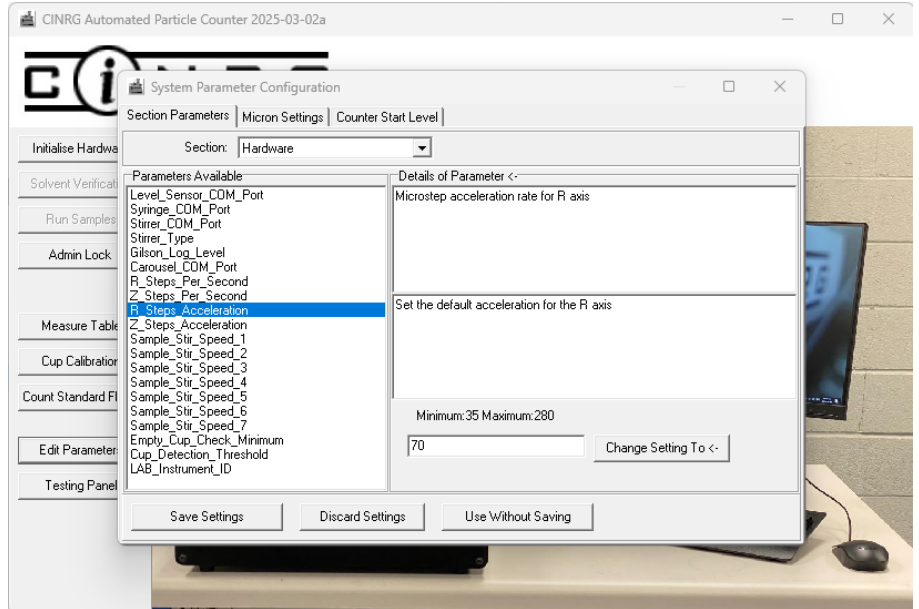 CINRG Automated Particle Counter 2025-03-02a
System Parameter Configuration
Section Parameters
Micron Settings
Counter Start Level
Initialise Hardwa
Solvent Verificat
Run Samples
Admin Lock
Measure Table
Cup Calibration
Count Standard Fl
Edit Parameter
Testing Panel
Section:
Hardware
Parameters Available
Level_Sensor_COM_Port
Syringe_COM_Port
Stirrer_COM_Port
Stirrer_Type
Gilson_Log_Level
Carousel_COM_Port
R_Steps_Per_Second
Z_Steps_Per_Second
R_Steps_Acceleration
Z_Steps_Acceleration
Sample_Stir_Speed_1
Sample_Stir_Speed_2
Sample_Stir_Speed_3
Sample_Stir_Speed_4
Sample_Stir_Speed_5
Sample_Stir_Speed_6
Sample_Stir_Speed_7
Empty_Cup_Check_Minimum
Cup_Detection_Threshold
LAB_Instrument_ID
Details of Parameter <-
Microstep acceleration rate for R axis
Set the default acceleration for the R axis
Minimum:35 Maximum:280
70
Change Setting To <-
Save Settings
Discard Settings
Use Without Saving